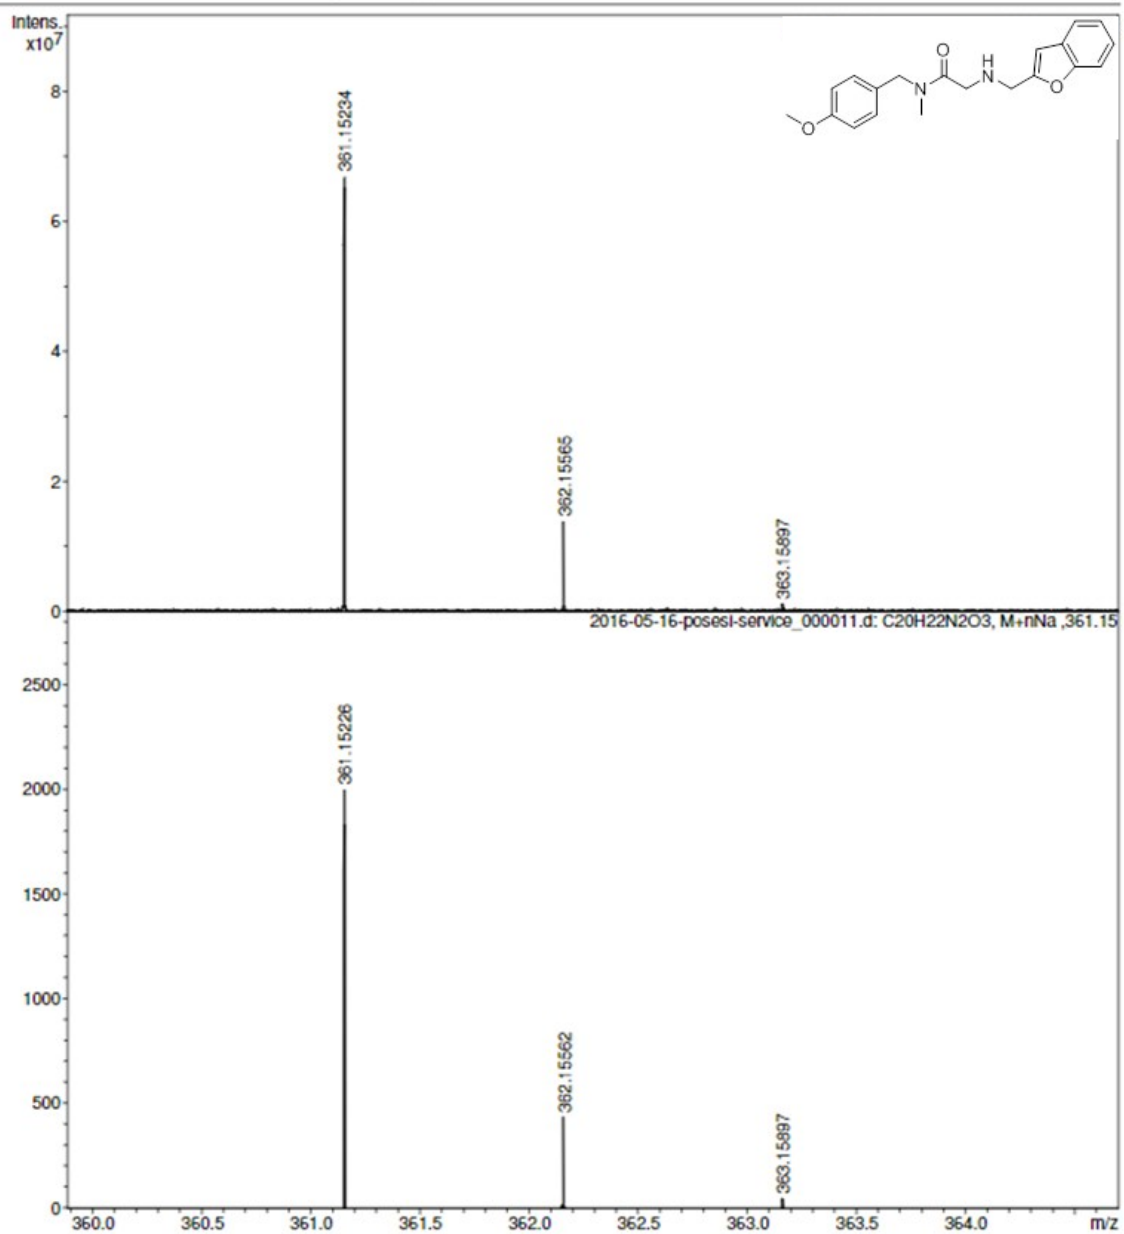 Intens.
x10⁷
O
H
N
N
O
O
8
361.15234
6
4
2
362.15565
363.15897
0
2016-05-16-posesi-service_000011.d: C20H22N2O3, M+nNa ,361.15
2500
361.15226
2000
1500
1000
500
362.15562
363.15897
0
360.0 360.5 361.0 361.5 362.0 362.5 363.0 363.5 364.0 m/z